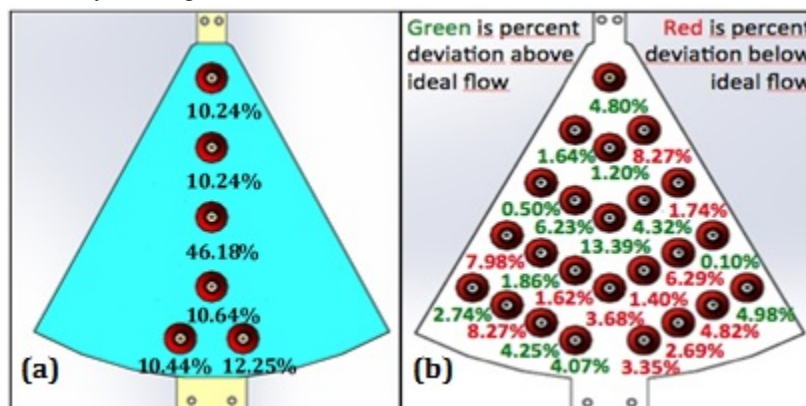 10.24%
10.24%
46.18%
10.64%
10.44% 12.25%
(a)
Green is percent
deviation above
ideal flow
Red is percent
deviation below
ideal flow
4.80%
1.64% 8.27%
1.20%
0.50% 1.74%
6.23% 4.32%
13.39%
7.98% 0.10%
1.86% 6.29%
1.62% 1.40%
2.74% 3.68% 4.98%
8.27% 4.82%
4.25% 2.69%
4.07% 3.35%
(b)